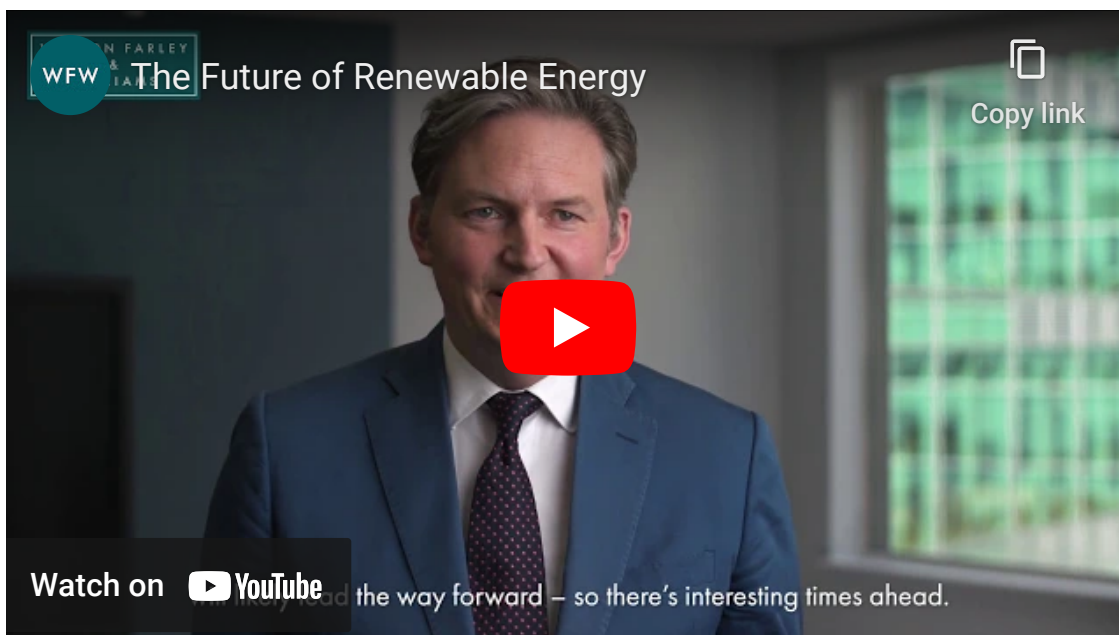 WFW
FARLEY
&
The Future of Renewable Energy
Copy link
Watch on YouTube
the way forward – so there's interesting times ahead.